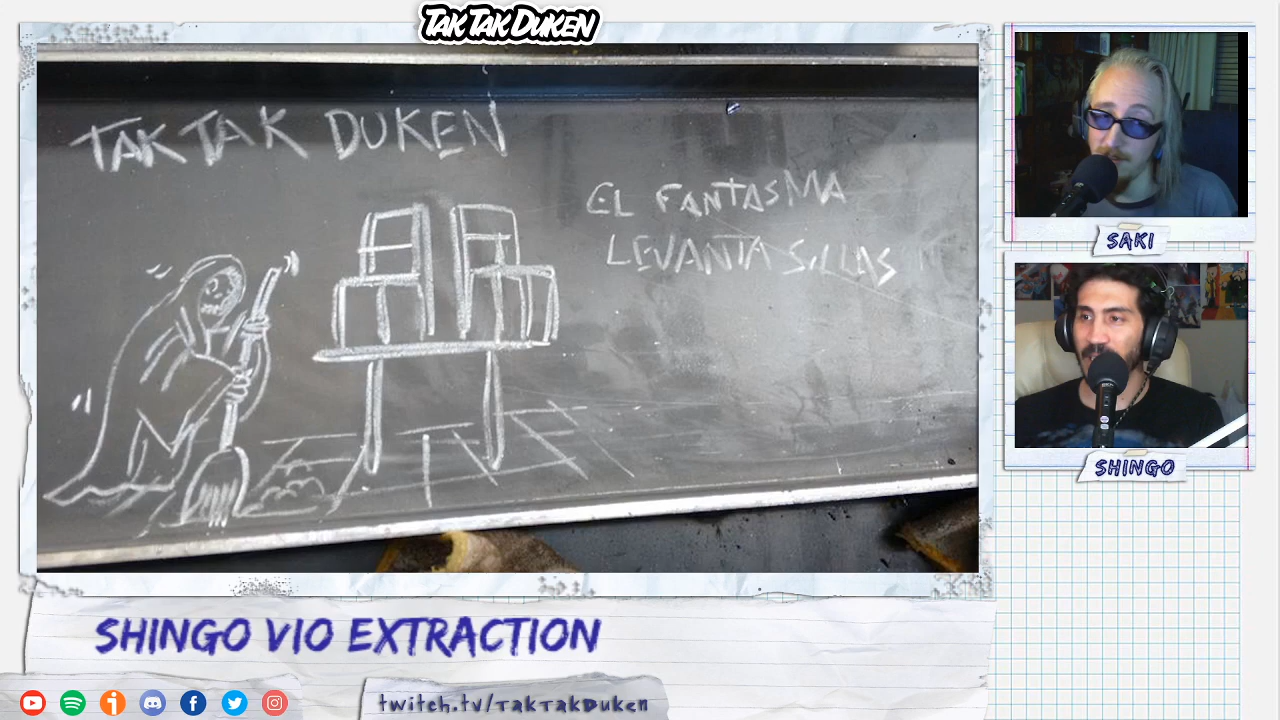 TAK TAK DUKEN
TAK TAK DUKEN
EL FANTASMA
LEVANTA SILLAS
SAKI
SHINGO
SHINGO VIO EXTRACTION
twitch.tv/TakTakDuken